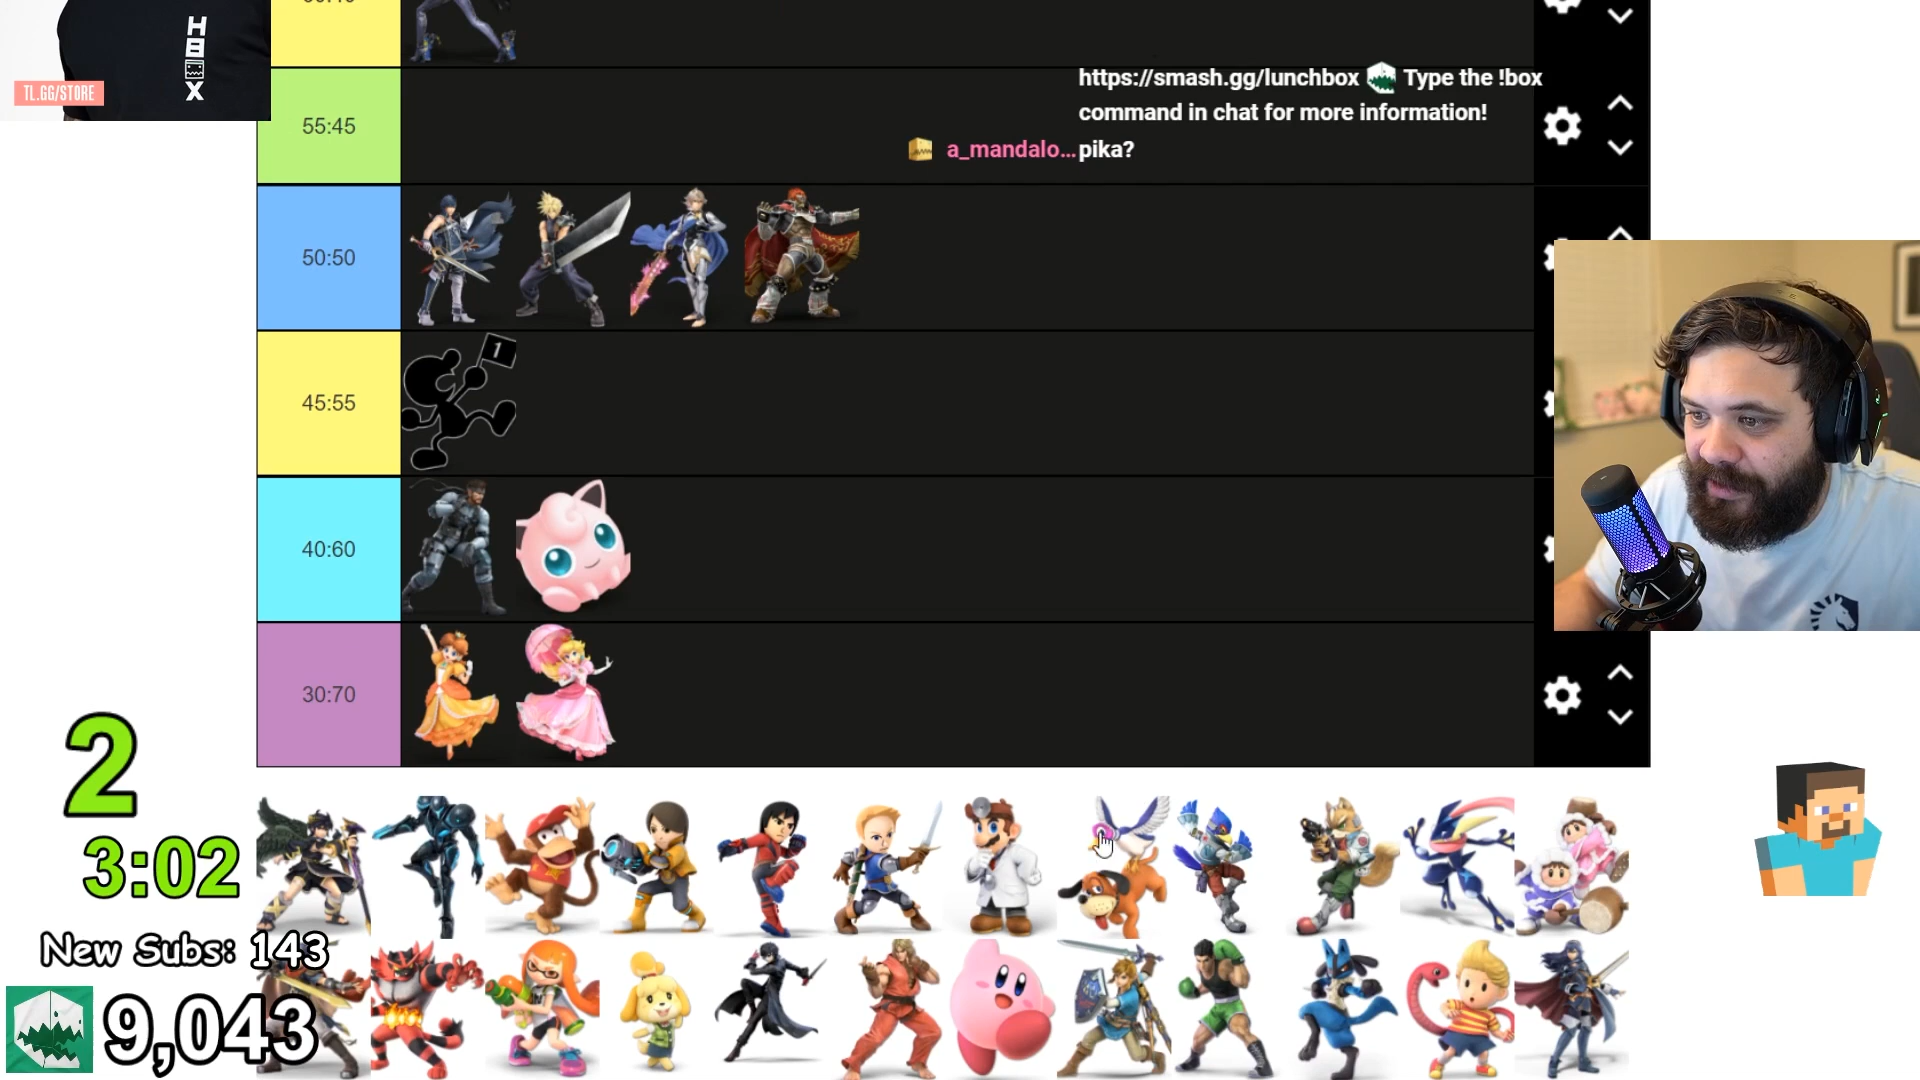 H
B
X
TL.GG/STORE
https://smash.gg/lunchbox Type the !box
command in chat for more information!
a_mandalo... pika?
55:45
50:50
1
45:55
40:60
30:70
2
3:02
New Subs: 143
9,043